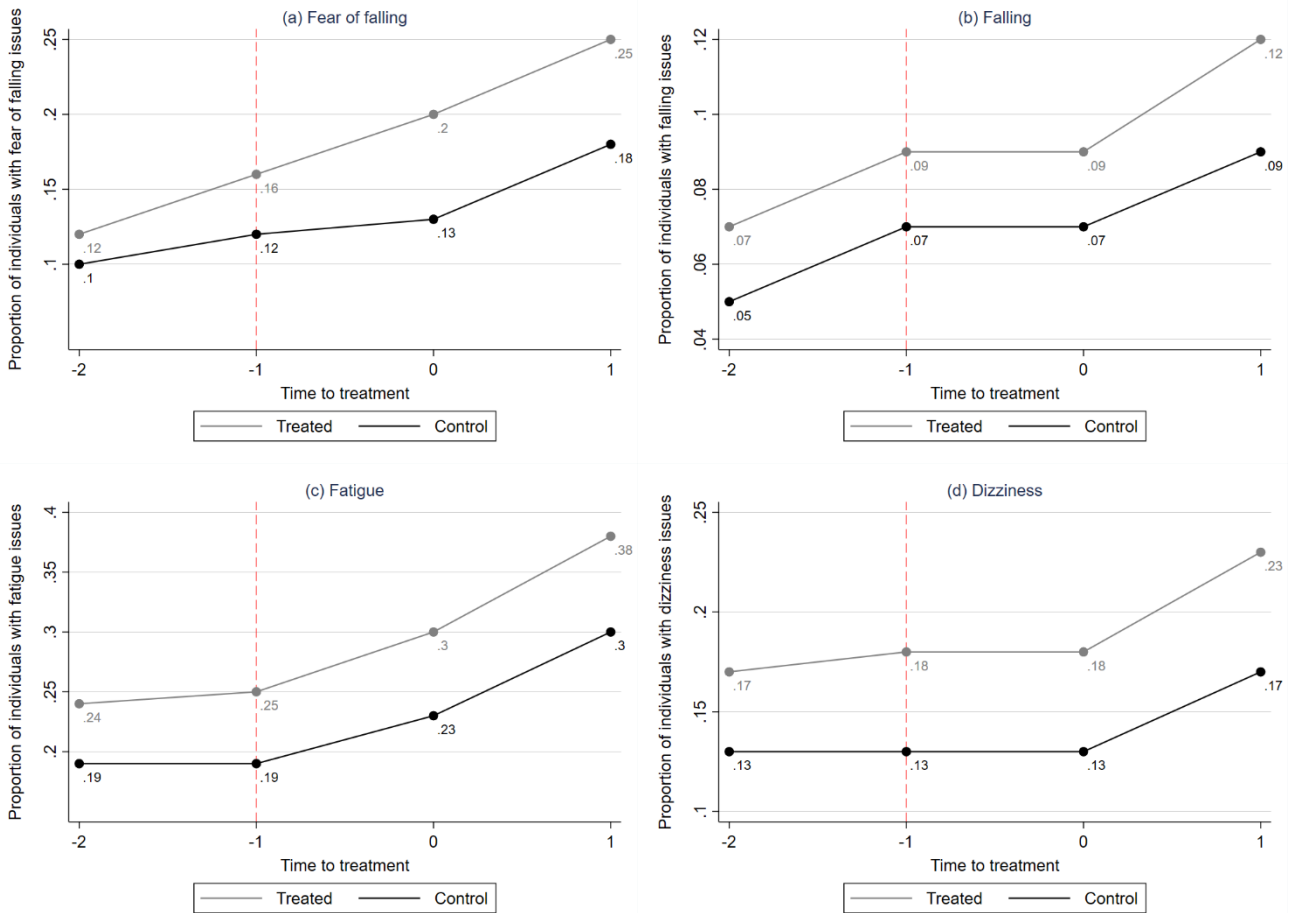 (a) Fear of falling
Proportion of individuals with fear of falling issues
.25
.2
.15
.1
.12
.16
.2
.25
.1
.12
.13
.18
-2 -1 0 1
Time to treatment
Treated Control
(b) Falling
Proportion of individuals with falling issues
.12
.1
.08
.06
.04
.07
.09
.09
.12
.05
.07
.07
.09
-2 -1 0 1
Time to treatment
Treated Control
(c) Fatigue
Proportion of individuals with fatigue issues
.4
.35
.3
.25
.2
.24
.25
.3
.38
.19
.19
.23
.3
-2 -1 0 1
Time to treatment
Treated Control
(d) Dizziness
Proportion of individuals with dizziness issues
.25
.2
.15
.1
.17
.18
.18
.23
.13
.13
.13
.17
-2 -1 0 1
Time to treatment
Treated Control